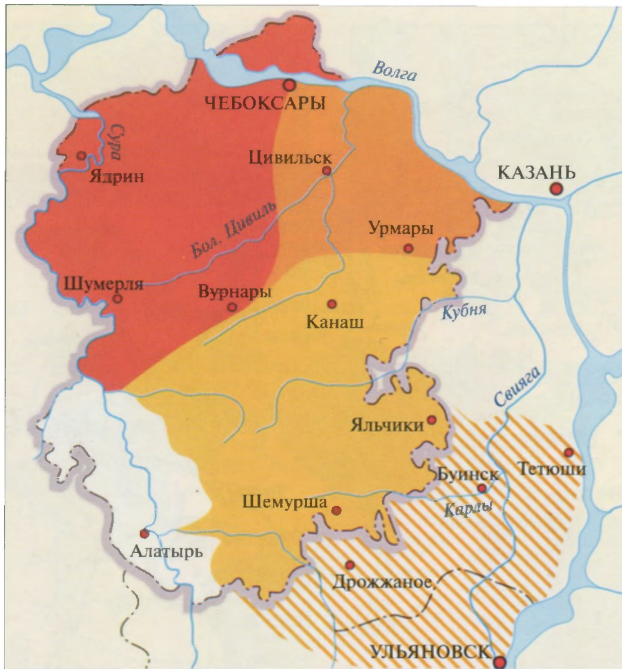 Волга
ЧЕБОКСАРЫ
Сура
Цивильск
Ядрин
КАЗАНЬ
Бол. Цивиль
Урмары
Шумерля
Вурнары
Канаш
Кубня
Свияга
Яльчики
Буинск
Тетюши
Шемурша
Карлы
Алатырь
Дрожжаное
УЛЬЯНОВСК